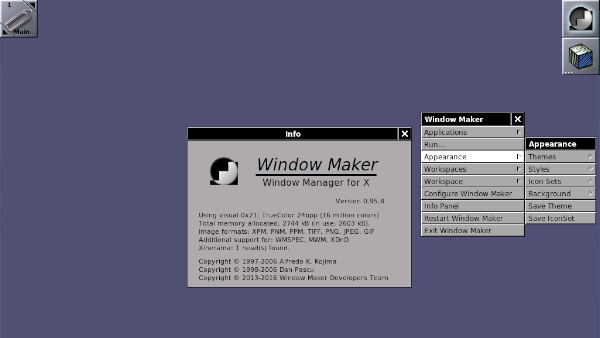 1
Main
Info
Window Maker
Window Manager for X
Version 0.95.8
Using visual 0x21: TrueColor 24bpp (16 million colors)
Total memory allocated: 2744 kB (in use: 2603 kB).
Image formats: XPM, PNM, PPM, TIFF, PNG, JPEG, GIF
Additional support for: WMSPEC, MWM, XDnD
Xinerama: 1 head(s) found.
Copyright © 1997-2006 Alfredo K. Kojima
Copyright © 1998-2006 Dan Pascu
Copyright © 2013-2016 Window Maker Developers Team
Window Maker
Applications
Run...
Appearance
Workspaces
Workspace
Configure Window Maker
Info Panel
Restart Window Maker
Exit Window Maker
Appearance
Themes
Styles
Icon Sets
Background
Save Theme
Save IconSet